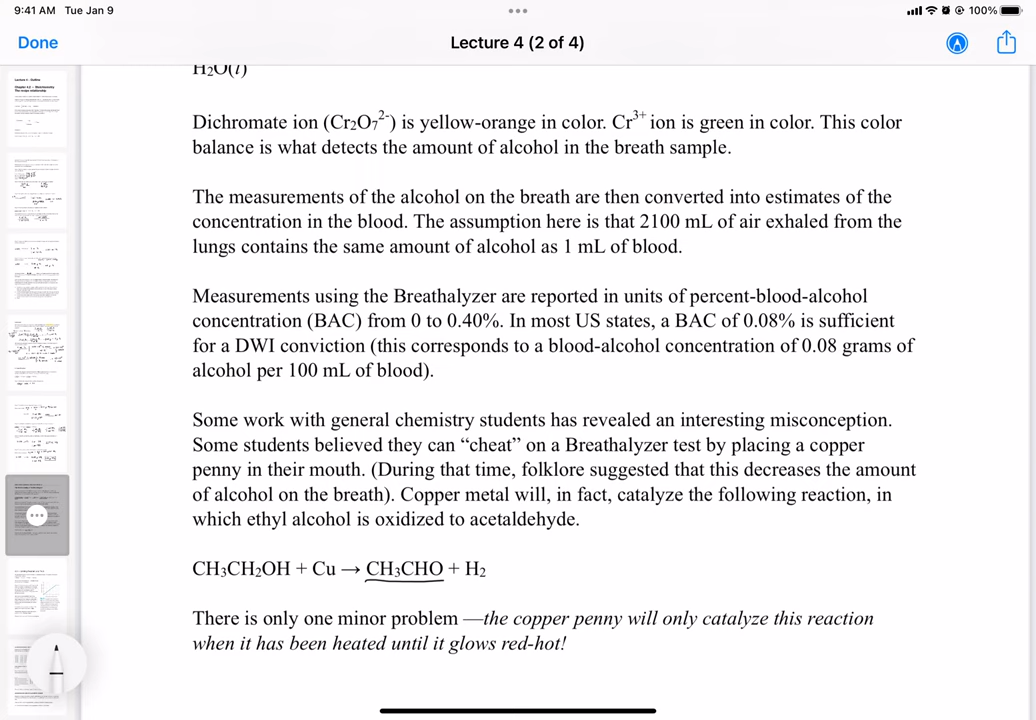 9:41 AM Tue Jan 9
100%
Done
Lecture 4 (2 of 4)
H₂O(l)
Dichromate ion (Cr₂O₇²⁻) is yellow-orange in color. Cr³⁺ ion is green in color. This color
balance is what detects the amount of alcohol in the breath sample.
The measurements of the alcohol on the breath are then converted into estimates of the
concentration in the blood. The assumption here is that 2100 mL of air exhaled from the
lungs contains the same amount of alcohol as 1 mL of blood.
Measurements using the Breathalyzer are reported in units of percent-blood-alcohol
concentration (BAC) from 0 to 0.40%. In most US states, a BAC of 0.08% is sufficient
for a DWI conviction (this corresponds to a blood-alcohol concentration of 0.08 grams of
alcohol per 100 mL of blood).
Some work with general chemistry students has revealed an interesting misconception.
Some students believed they can “cheat” on a Breathalyzer test by placing a copper
penny in their mouth. (During that time, folklore suggested that this decreases the amount
of alcohol on the breath). Copper metal will, in fact, catalyze the following reaction, in
which ethyl alcohol is oxidized to acetaldehyde.
CH₃CH₂OH + Cu → CH₃CHO + H₂
There is only one minor problem —the copper penny will only catalyze this reaction
when it has been heated until it glows red-hot!